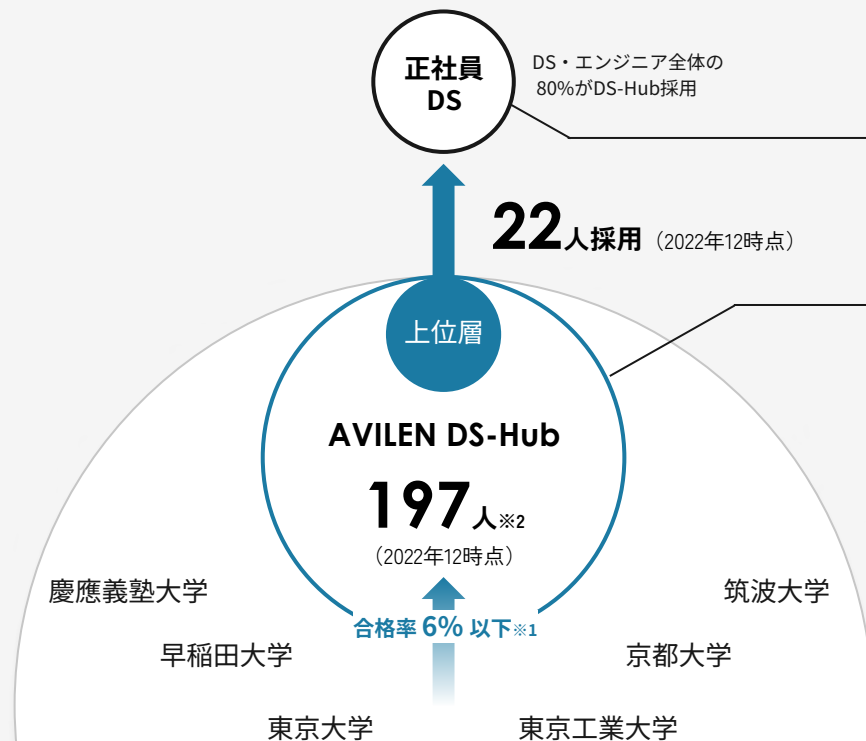 正社員
DS
DS・エンジニア全体の
80%がDS-Hub採用
22人採用（2022年12時点）
上位層
AVILEN DS-Hub
197人※2
（2022年12時点）
慶應義塾大学
筑波大学
合格率 6% 以下※1
早稲田大学
京都大学
東京大学
東京工業大学